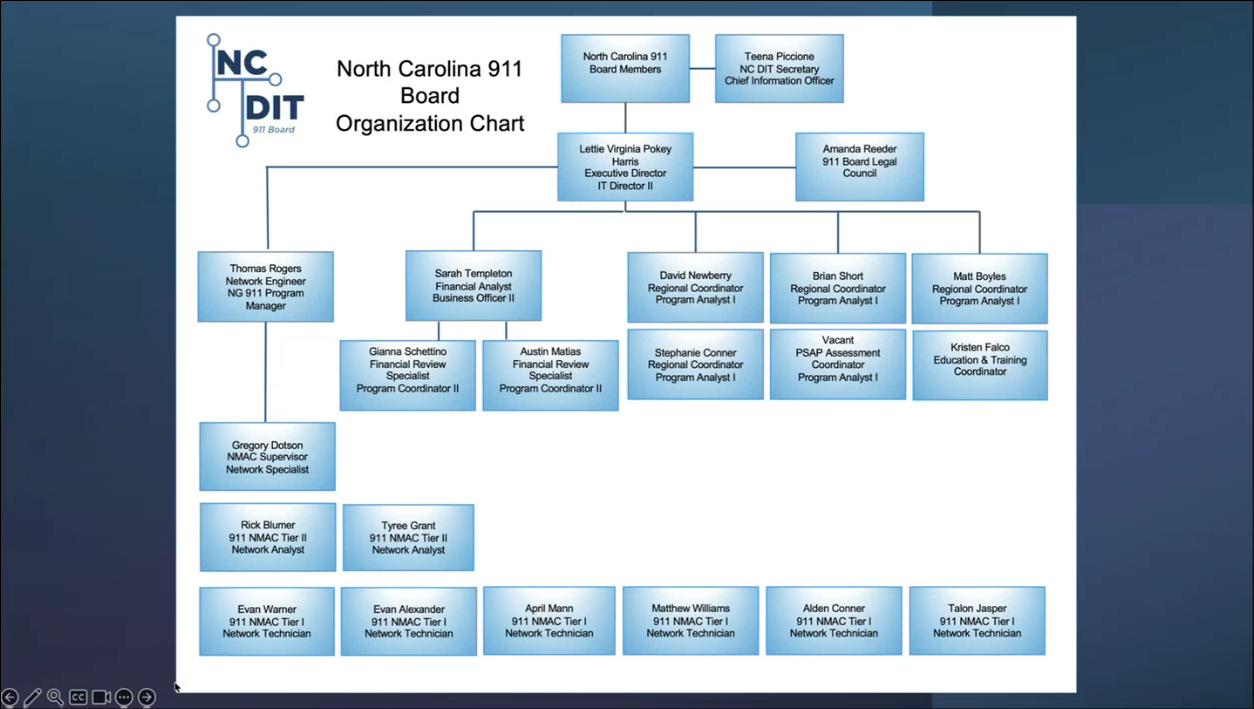 NC
DIT
911 Board
North Carolina 911
Board
Organization Chart
North Carolina 911
Board Members
Teena Piccione
NC DIT Secretary
Chief Information Officer
Lettie Virginia Pokey
Harris
Executive Director
IT Director II
Amanda Reeder
911 Board Legal
Council
Thomas Rogers
Network Engineer
NG 911 Program
Manager
Sarah Templeton
Financial Analyst
Business Officer II
David Newberry
Regional Coordinator
Program Analyst I
Brian Short
Regional Coordinator
Program Analyst I
Matt Boyles
Regional Coordinator
Program Analyst I
Gianna Schettino
Financial Review
Specialist
Program Coordinator II
Austin Matias
Financial Review
Specialist
Program Coordinator II
Stephanie Conner
Regional Coordinator
Program Analyst I
Vacant
PSAP Assessment
Coordinator
Program Analyst I
Kristen Falco
Education & Training
Coordinator
Gregory Dotson
NMAC Supervisor
Network Specialist
Rick Blumer
911 NMAC Tier II
Network Analyst
Tyree Grant
911 NMAC Tier II
Network Analyst
Evan Warner
911 NMAC Tier I
Network Technician
Evan Alexander
911 NMAC Tier I
Network Technician
April Mann
911 NMAC Tier I
Network Technician
Matthew Williams
911 NMAC Tier I
Network Technician
Alden Conner
911 NMAC Tier I
Network Technician
Talon Jasper
911 NMAC Tier I
Network Technician
CC